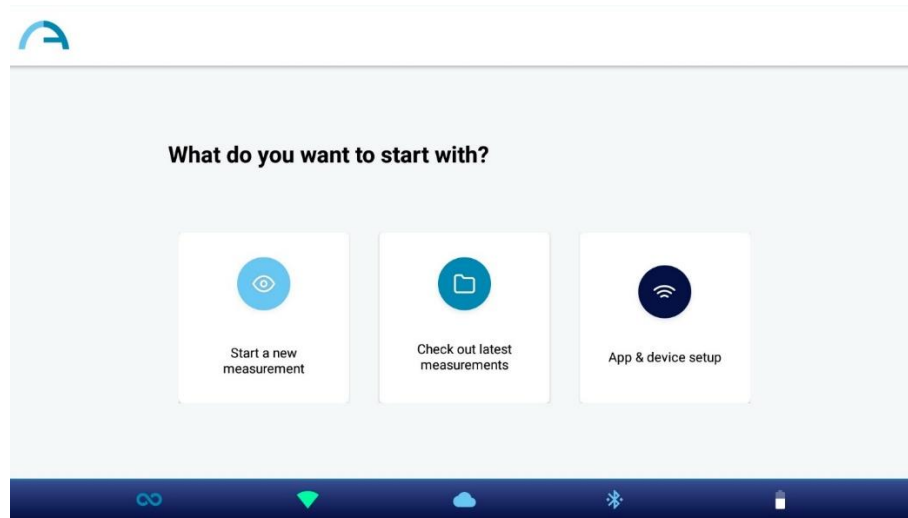 What do you want to start with?
Start a new
measurement
Check out latest
measurements
App & device setup